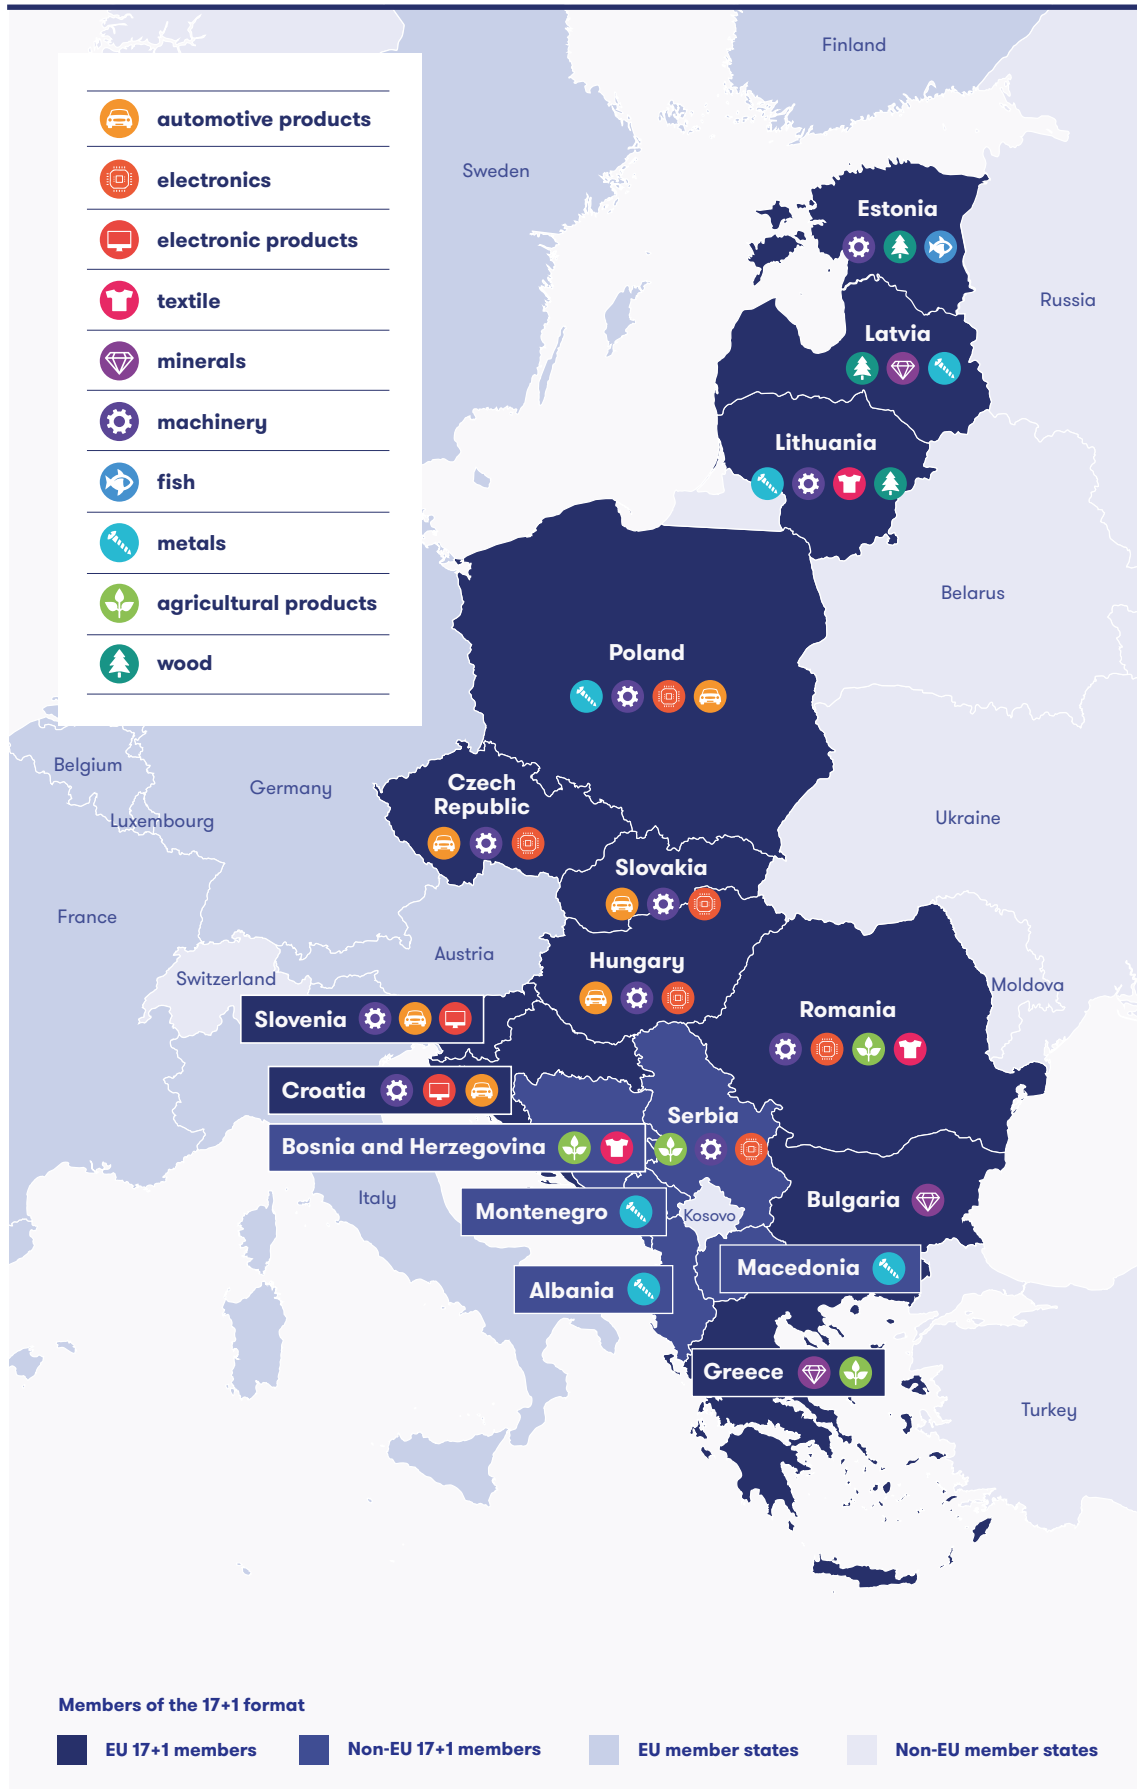 automotive products
electronics
electronic products
textile
minerals
machinery
fish
metals
agricultural products
wood
Finland
Sweden
Estonia
Russia
Latvia
Lithuania
Belarus
Poland
Belgium
Germany
Czech
Republic
Luxembourg
Ukraine
Slovakia
France
Austria
Hungary
Switzerland
Moldova
Romania
Slovenia
Croatia
Serbia
Bosnia and Herzegovina
Italy
Bulgaria
Montenegro
Kosovo
Macedonia
Albania
Greece
Turkey
Members of the 17+1 format
EU 17+1 members
Non-EU 17+1 members
EU member states
Non-EU member states